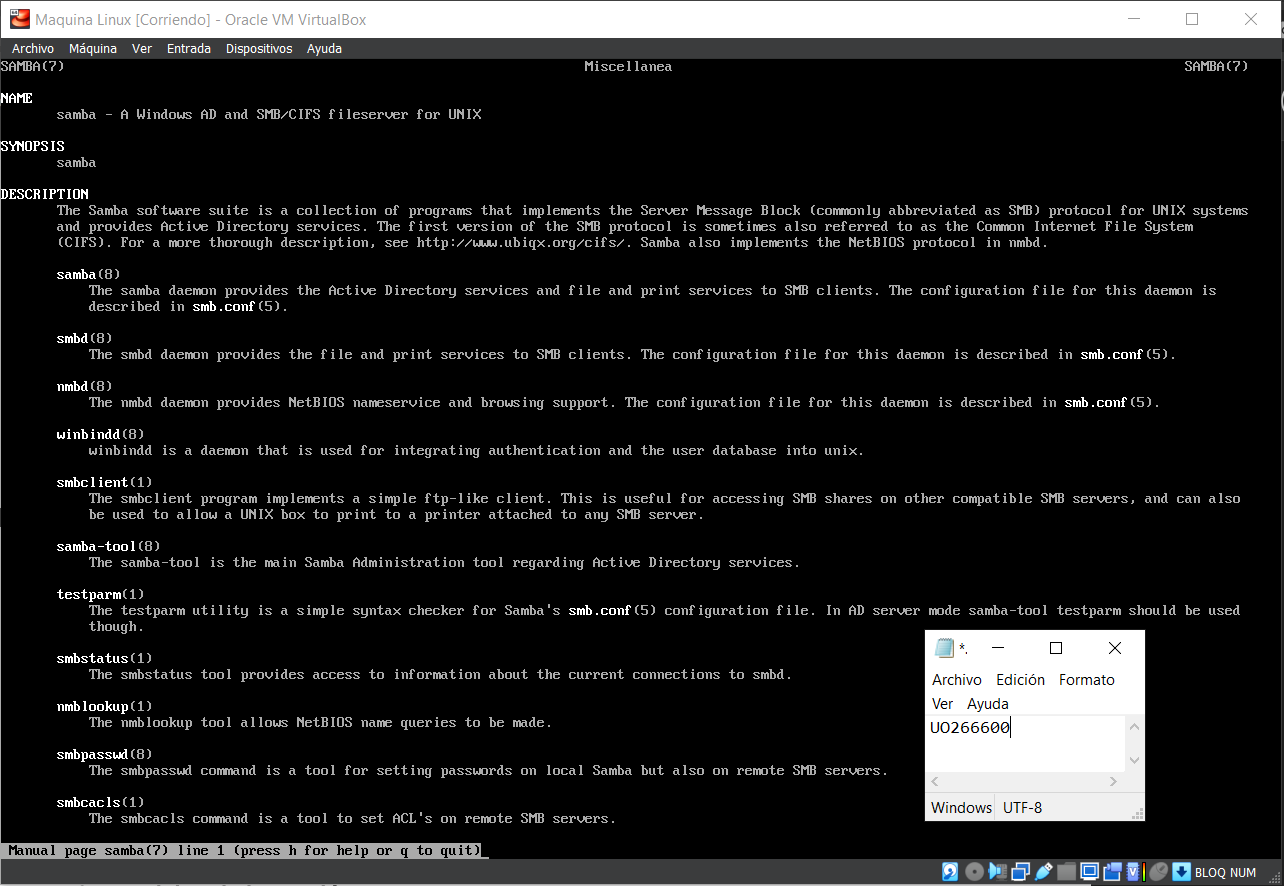 Maquina Linux [Corriendo] - Oracle VM VirtualBox
Archivo Máquina Ver Entrada Dispositivos Ayuda
SAMBA(7) Miscellanea SAMBA(7)
NAME
samba - A Windows AD and SMB/CIFS fileserver for UNIX
SYNOPSIS
samba
DESCRIPTION
The Samba software suite is a collection of programs that implements the Server Message Block (commonly abbreviated as SMB) protocol for UNIX systems
and provides Active Directory services. The first version of the SMB protocol is sometimes also referred to as the Common Internet File System
(CIFS). For a more thorough description, see http://www.ubiqx.org/cifs/. Samba also implements the NetBIOS protocol in nmbd.
samba(8)
The samba daemon provides the Active Directory services and file and print services to SMB clients. The configuration file for this daemon is
described in smb.conf(5).
smbd(8)
The smbd daemon provides the file and print services to SMB clients. The configuration file for this daemon is described in smb.conf(5).
nmbd(8)
The nmbd daemon provides NetBIOS nameservice and browsing support. The configuration file for this daemon is described in smb.conf(5).
winbindd(8)
winbindd is a daemon that is used for integrating authentication and the user database into unix.
smbclient(1)
The smbclient program implements a simple ftp-like client. This is useful for accessing SMB shares on other compatible SMB servers, and can also
be used to allow a UNIX box to print to a printer attached to any SMB server.
samba-tool(8)
The samba-tool is the main Samba Administration tool regarding Active Directory services.
testparm(1)
The testparm utility is a simple syntax checker for Samba's smb.conf(5) configuration file. In AD server mode samba-tool testparm should be used
though.
smbstatus(1)
The smbstatus tool provides access to information about the current connections to smbd.
nmblookup(1)
The nmblookup tool allows NetBIOS name queries to be made.
smbpasswd(8)
The smbpasswd command is a tool for setting passwords on local Samba but also on remote SMB servers.
smbcacls(1)
The smbcacls command is a tool to set ACL's on remote SMB servers.
Manual page samba(7) line 1 (press h for help or q to quit)
*.
Archivo Edición Formato
Ver Ayuda
UO266600
Windows UTF-8
BLOQ NUM